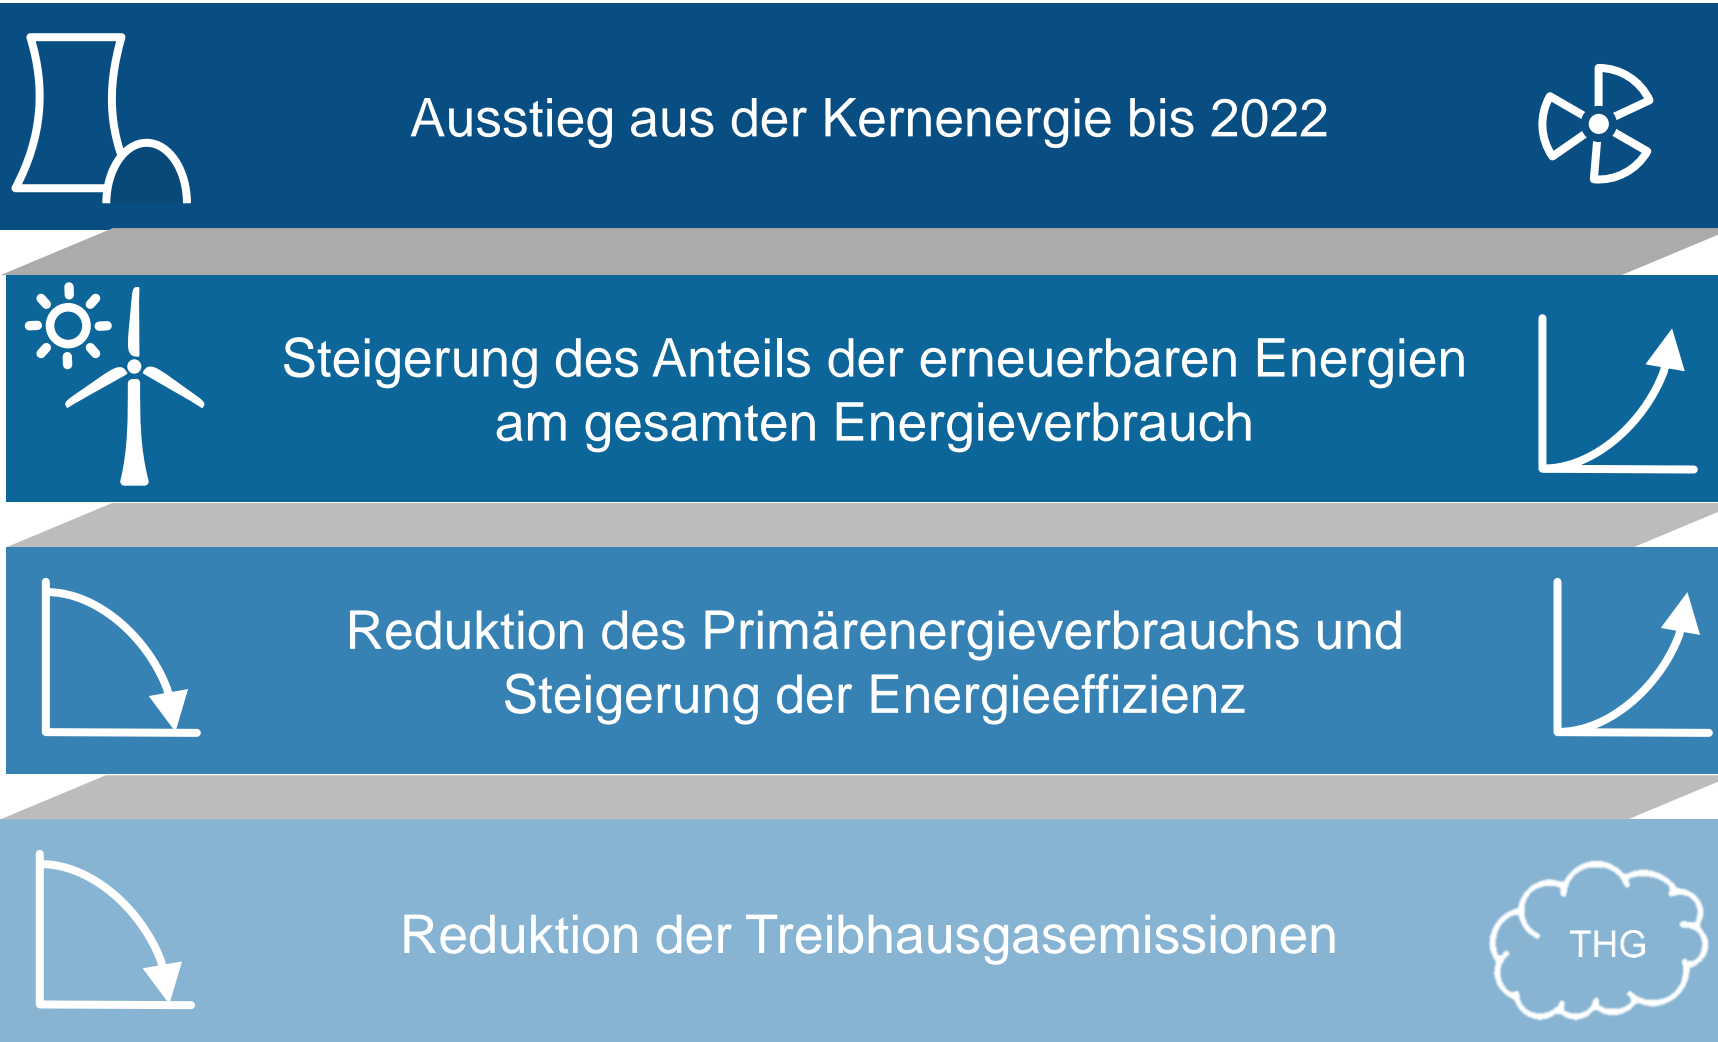 Ausstieg aus der Kernenergie bis 2022
Steigerung des Anteils der erneuerbaren Energien
am gesamten Energieverbrauch
Reduktion des Primärenergieverbrauchs und
Steigerung der Energieeffizienz
Reduktion der Treibhausgasemissionen
THG